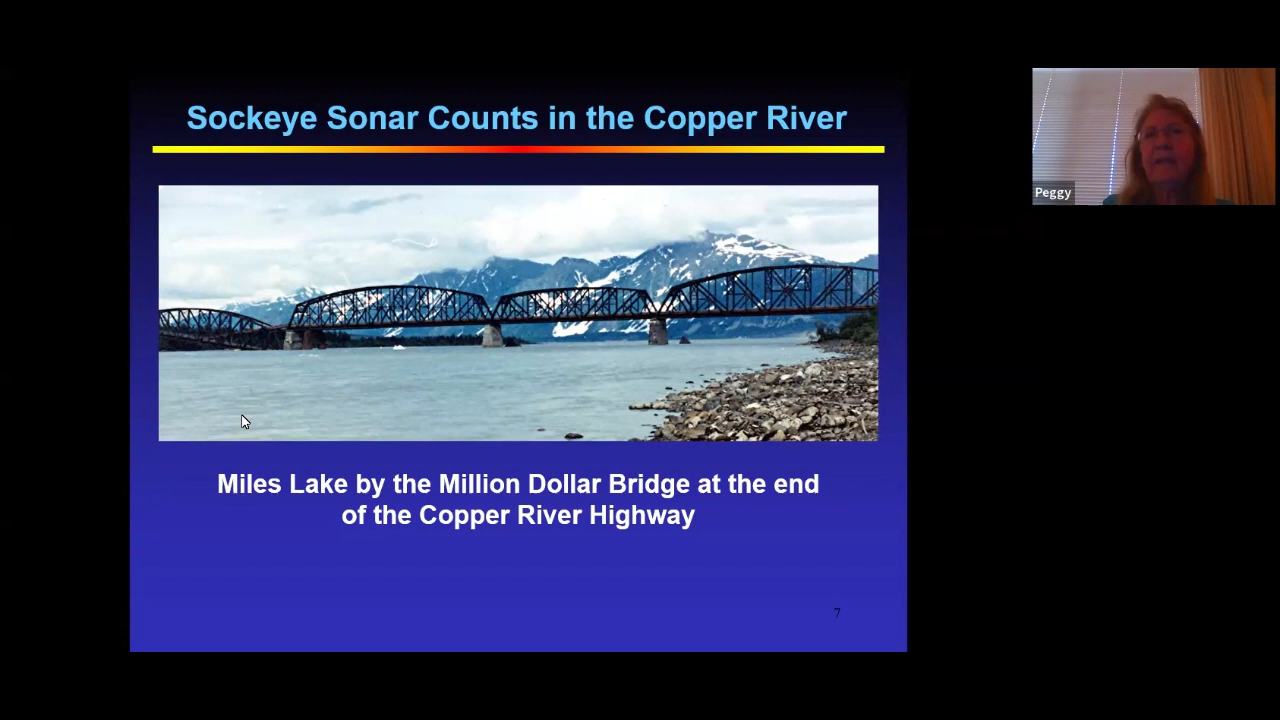 Sockeye Sonar Counts in the Copper River
Peggy
Miles Lake by the Million Dollar Bridge at the end
of the Copper River Highway
7